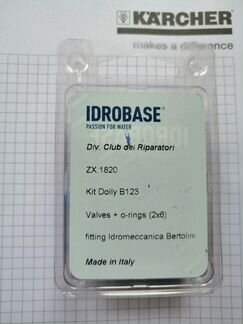 KÄRCHER
makes a difference
IDROBASE®
PASSION FOR WATER
Div. Club dei Riparatori
ZX.1820
Kit Dolly B123
Valves + o-rings (2x6)
fitting Idromeccanica Bertolini
Made in Italy